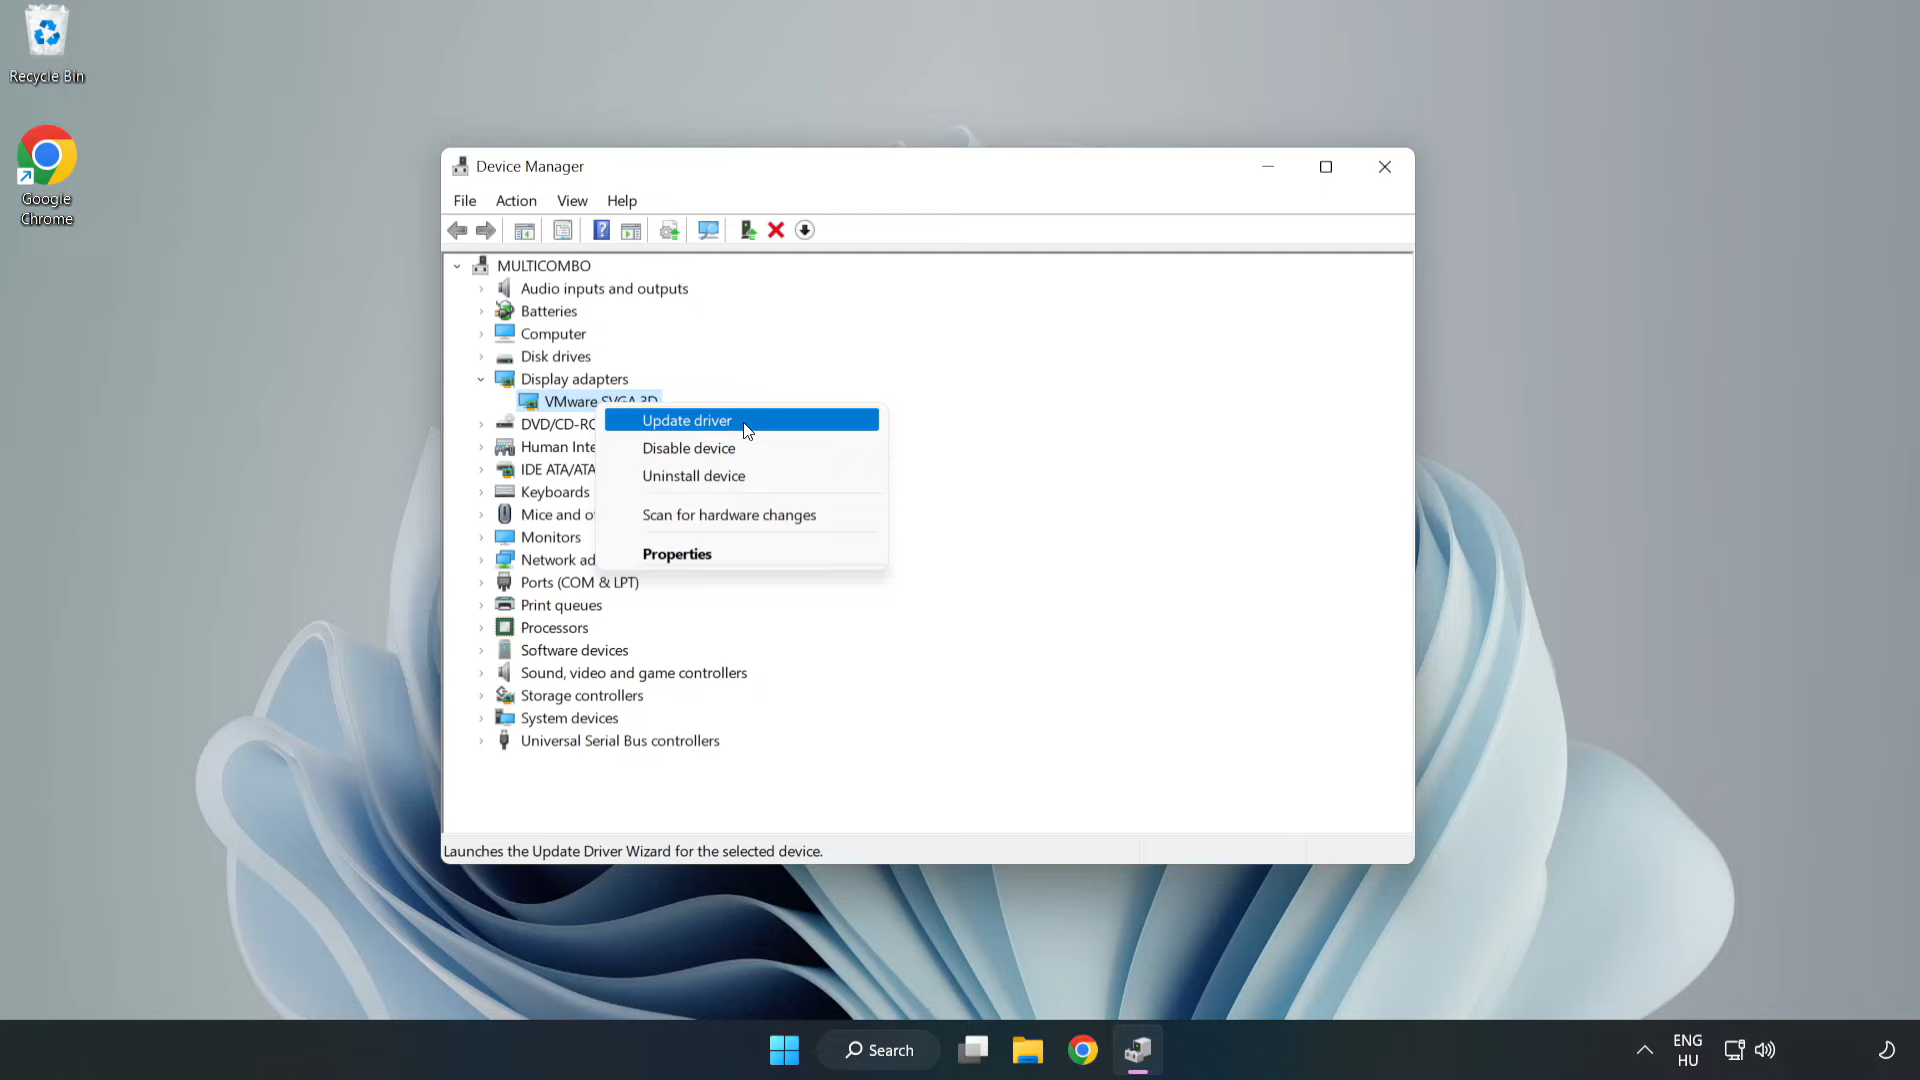 Recycle Bin
Google
Chrome
Device Manager
File Action View Help
MULTICOMBO
Audio inputs and outputs
Batteries
Computer
Disk drives
Display adapters
VMware SVGA 3D
DVD/CD-RO
Human Inte
IDE ATA/ATA
Keyboards
Mice and o
Monitors
Network ad
Ports (COM & LPT)
Print queues
Processors
Software devices
Sound, video and game controllers
Storage controllers
System devices
Universal Serial Bus controllers
Update driver
Disable device
Uninstall device
Scan for hardware changes
Properties
Launches the Update Driver Wizard for the selected device.
Search
ENG
HU